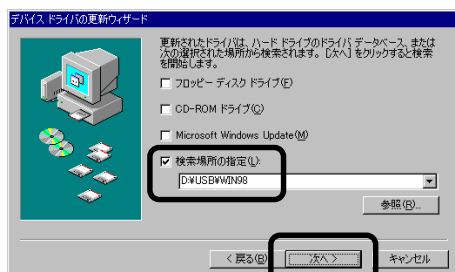 デバイス ドライバの更新ウィザード
更新されたドライバは、ハード ドライブのドライバ データベース、または
次の選択された場所から検索されます。[次へ] をクリックすると検索
を開始します。
フロッピー ディスク ドライブ(F)
CD-ROM ドライブ(C)
Microsoft Windows Update(M)
検索場所の指定(L):
D:¥USB¥WIN98
参照(R)...
< 戻る(B)
次へ >
キャンセル